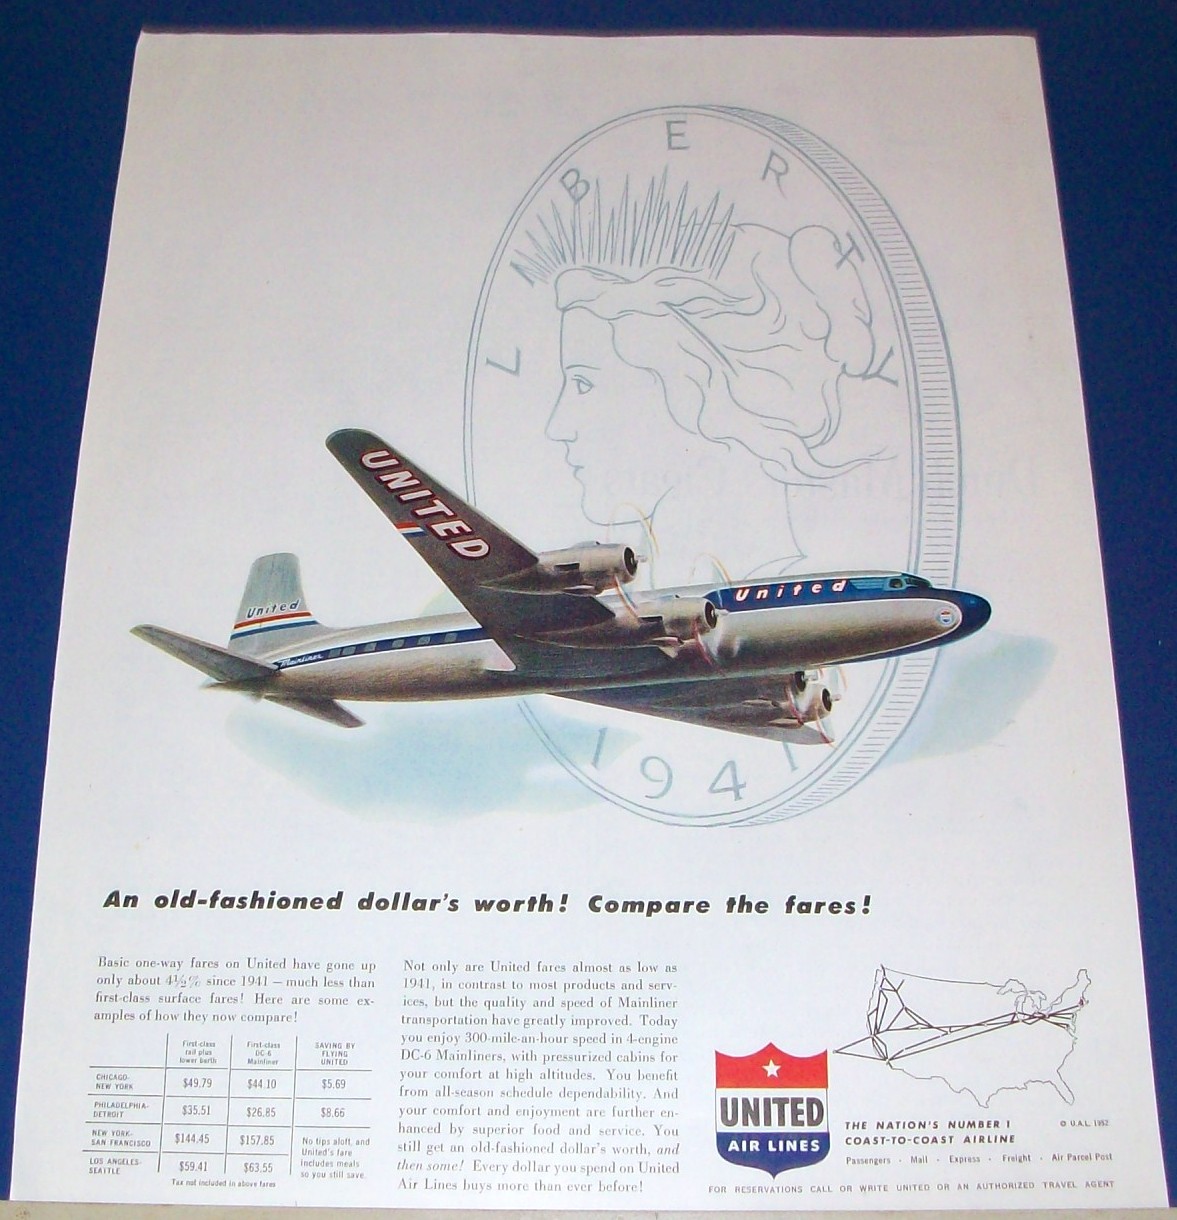 LIBERTY
1941
UNITED
United
United
Mainliner
An old-fashioned dollar's worth! Compare the fares!
Basic one-way fares on United have gone up
only about 4½% since 1941 — much less than
first-class surface fares! Here are some ex-
amples of how they now compare!
First-class
rail plus
lower berth
First-class
DC-6
Mainliner
SAVING BY
FLYING
UNITED
CHICAGO-
NEW YORK
$49.79
$44.10
$5.69
PHILADELPHIA-
DETROIT
$35.51
$26.85
$8.66
NEW YORK-
SAN FRANCISCO
$144.45
$157.85
LOS ANGELES-
SEATTLE
$59.41
$63.55
No tips aloft, and
United's fare
includes meals
so you still save.
Tax not included in above fares
Not only are United fares almost as low as
1941, in contrast to most products and serv-
ices, but the quality and speed of Mainliner
transportation have greatly improved. Today
you enjoy 300-mile-an-hour speed in 4-engine
DC-6 Mainliners, with pressurized cabins for
your comfort at high altitudes. You benefit
from all-season schedule dependability. And
your comfort and enjoyment are further en-
hanced by superior food and service. You
still get an old-fashioned dollar's worth, and
then some! Every dollar you spend on United
Air Lines buys more than ever before!
UNITED
AIR LINES
© U.A.L. 1952
THE NATION'S NUMBER 1
COAST-TO-COAST AIRLINE
Passengers · Mail · Express · Freight · Air Parcel Post
FOR RESERVATIONS CALL OR WRITE UNITED OR AN AUTHORIZED TRAVEL AGENT